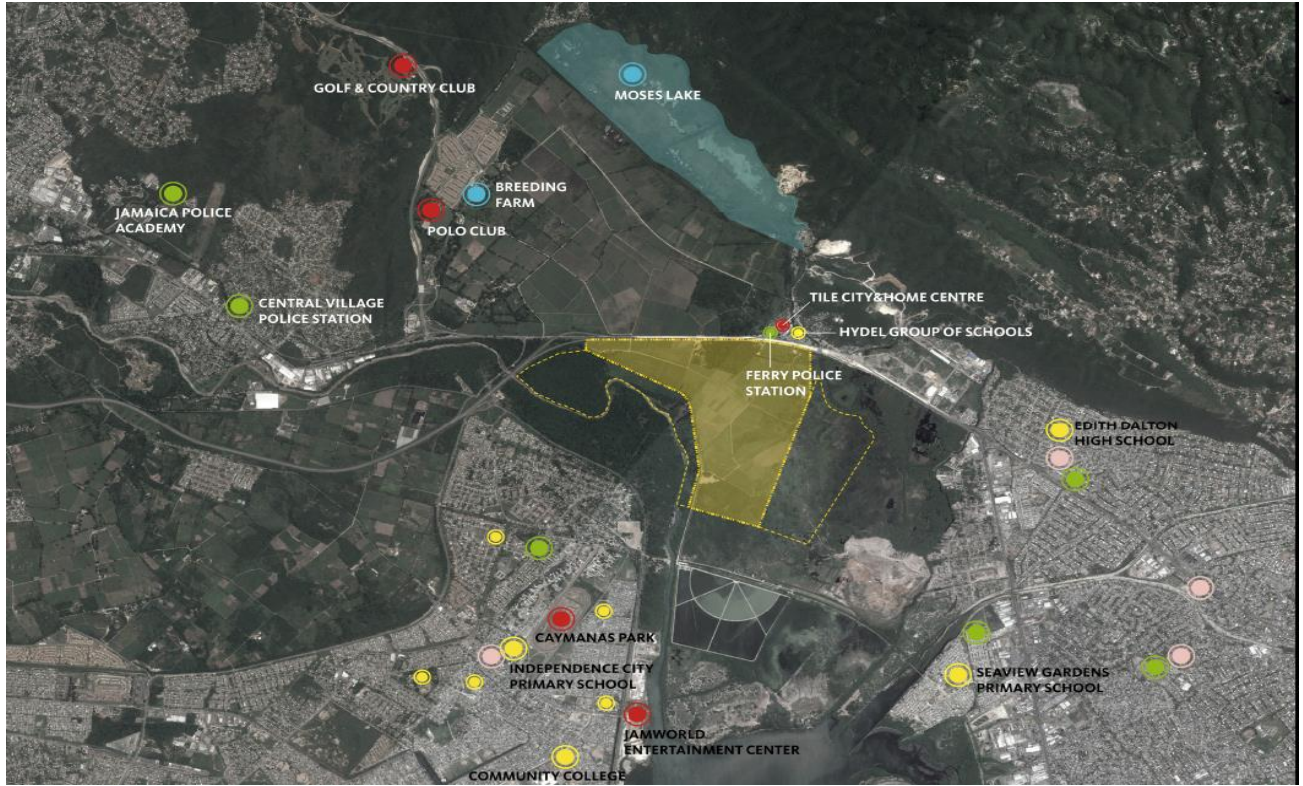 GOLF & COUNTRY CLUB
MOSES LAKE
BREEDING
FARM
JAMAICA POLICE
ACADEMY
POLO CLUB
CENTRAL VILLAGE
POLICE STATION
TILE CITY&HOME CENTRE
HYDEL GROUP OF SCHOOLS
FERRY POLICE
STATION
EDITH DALTON
HIGH SCHOOL
CAYMANAS PARK
INDEPENDENCE CITY
PRIMARY SCHOOL
SEAVIEW GARDENS
PRIMARY SCHOOL
JAMWORLD
ENTERTAINMENT CENTER
COMMUNITY COLLEGE